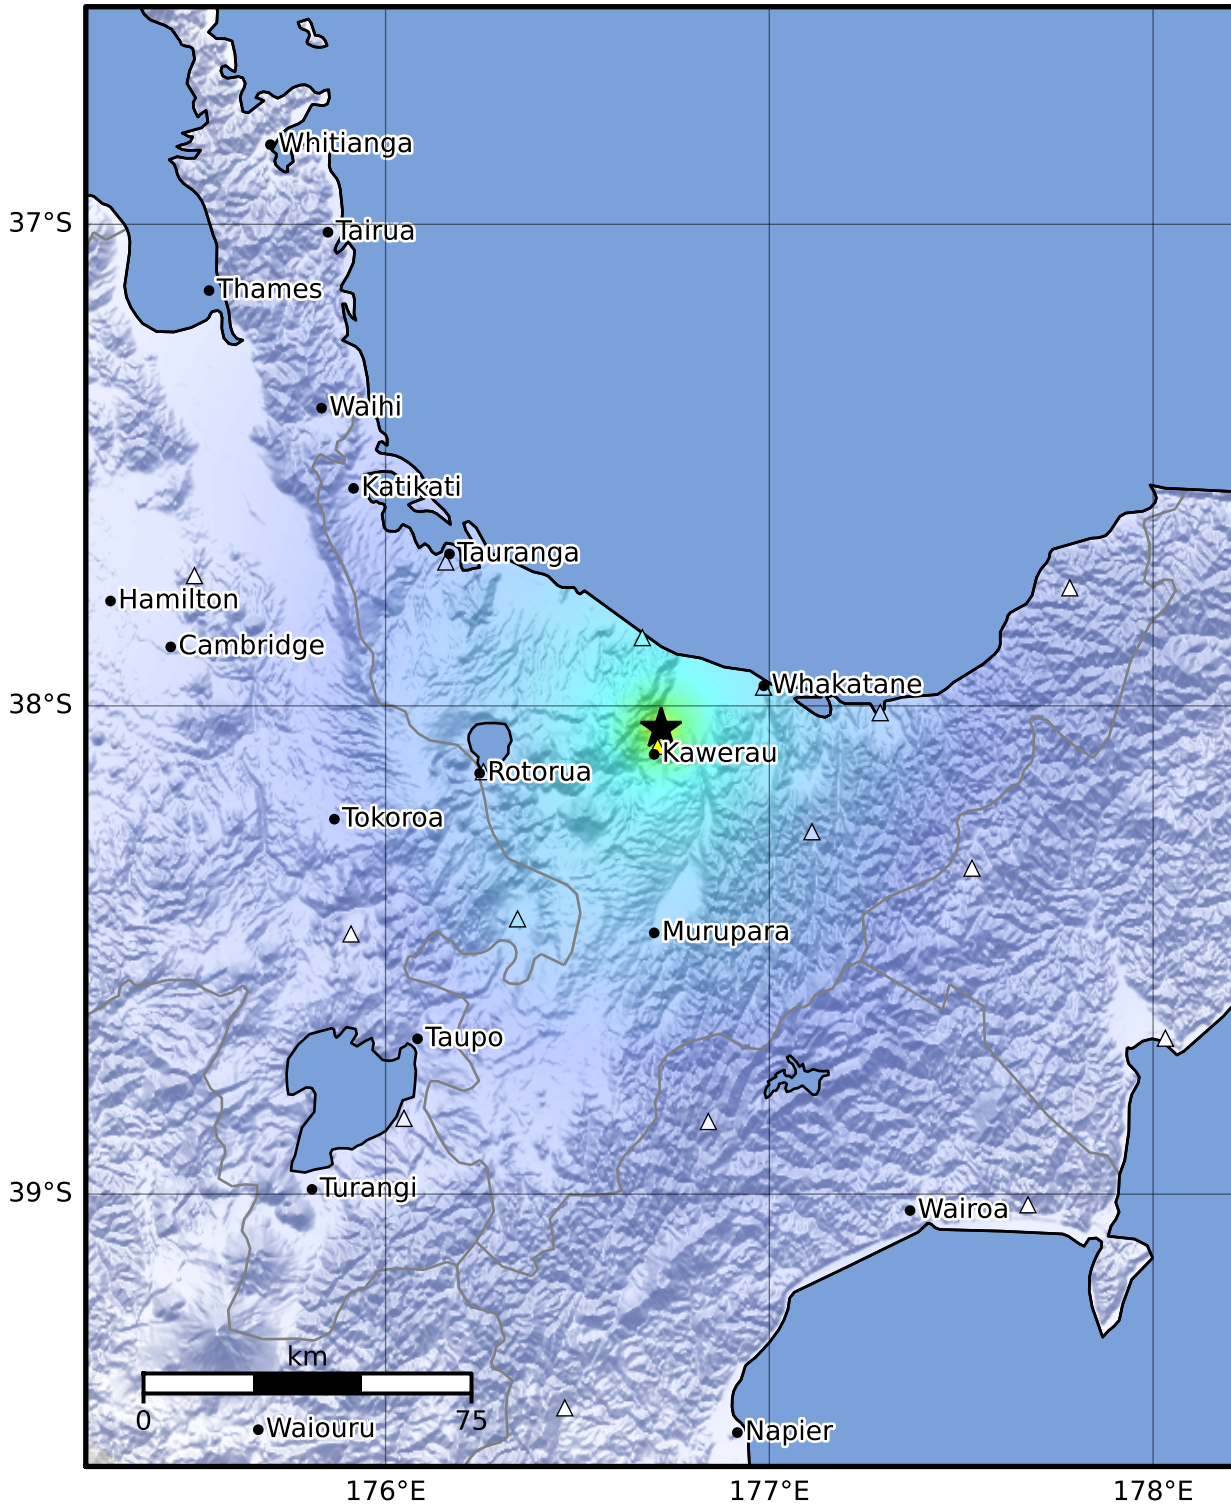 Whitianga
37°S
Tairua
Thames
Waihi
Katikati
Tauranga
Hamilton
Cambridge
Whakatane
38°S
Kawerau
Rotorua
Tokoroa
Murupara
Taupo
Turangi
39°S
Wairoa
km
0
75
Waiouru
Napier
176°E
177°E
178°E